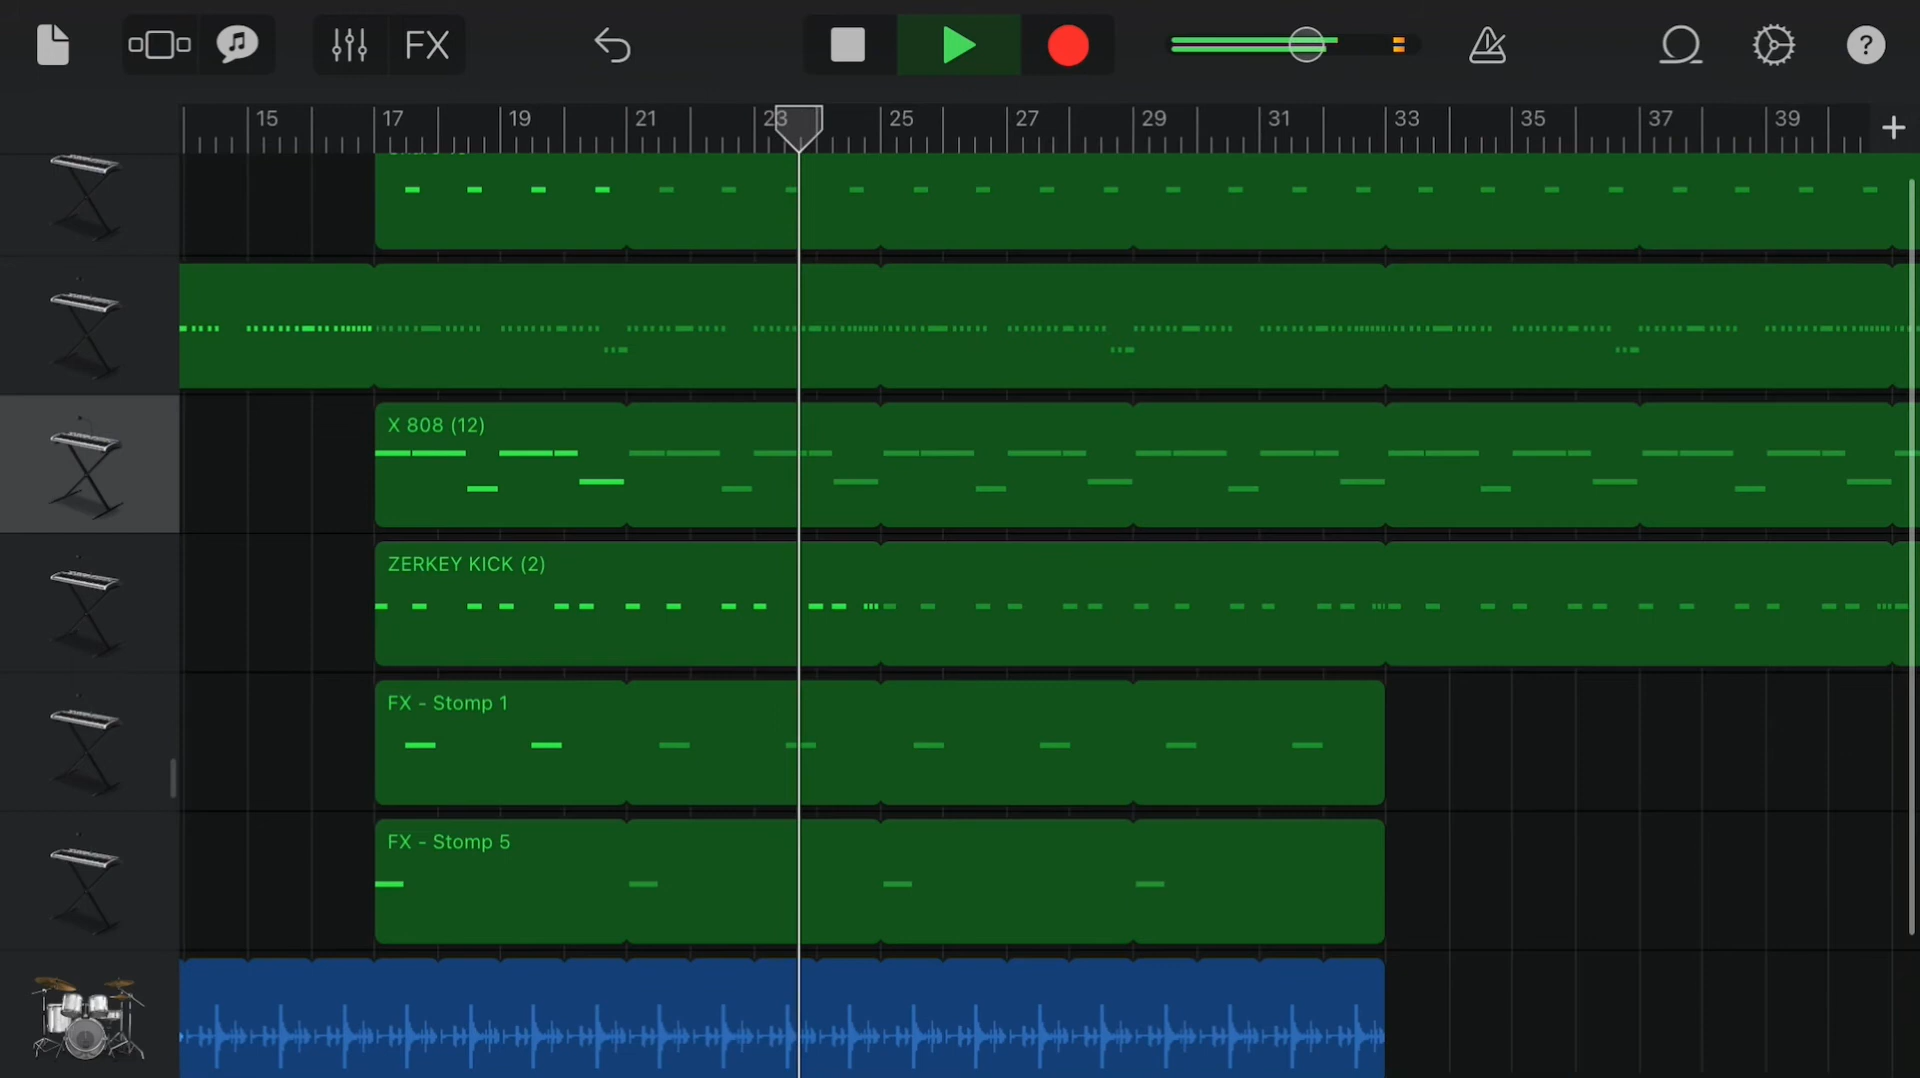 FX
?
15 17 19 21 23 25 27 29 31 33 35 37 39 +
X 808 (12)
ZERKEY KICK (2)
FX - Stomp 1
FX - Stomp 5